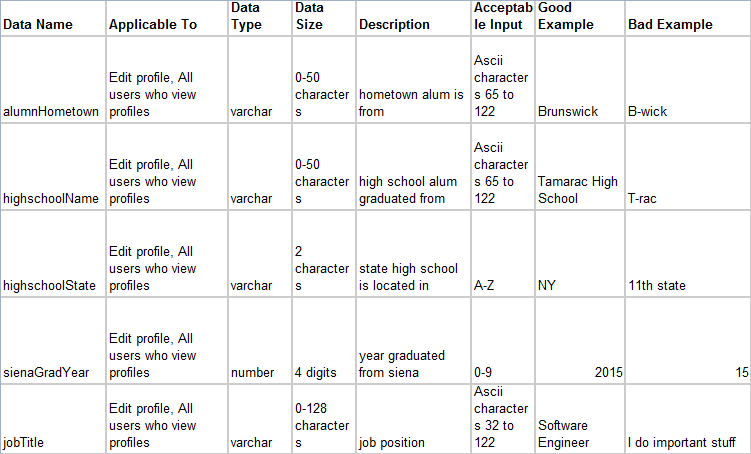 Data Name | Applicable To | Data Type | Data Size | Description | Acceptable Input | Good Example | Bad Example
alumnHometown | Edit profile, All users who view profiles | varchar | 0-50 characters | hometown alum is from | Ascii characters 65 to 122 | Brunswick | B-wick
highschoolName | Edit profile, All users who view profiles | varchar | 0-50 characters | high school alum graduated from | Ascii characters 65 to 122 | Tamarac High School | T-rac
highschoolState | Edit profile, All users who view profiles | varchar | 2 characters | state high school is located in | A-Z | NY | 11th state
sienaGradYear | Edit profile, All users who view profiles | number | 4 digits | year graduated from siena | 0-9 | 2015 | 15
jobTitle | Edit profile, All users who view profiles | varchar | 0-128 characters | job position | Ascii characters 32 to 122 | Software Engineer | I do important stuff